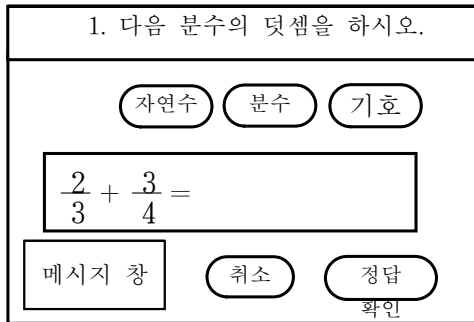 1. 다음 분수의 덧셈을 하시오.
자연수 분수 기호
2/3 + 3/4 =
메시지 창 취소 정답
확인